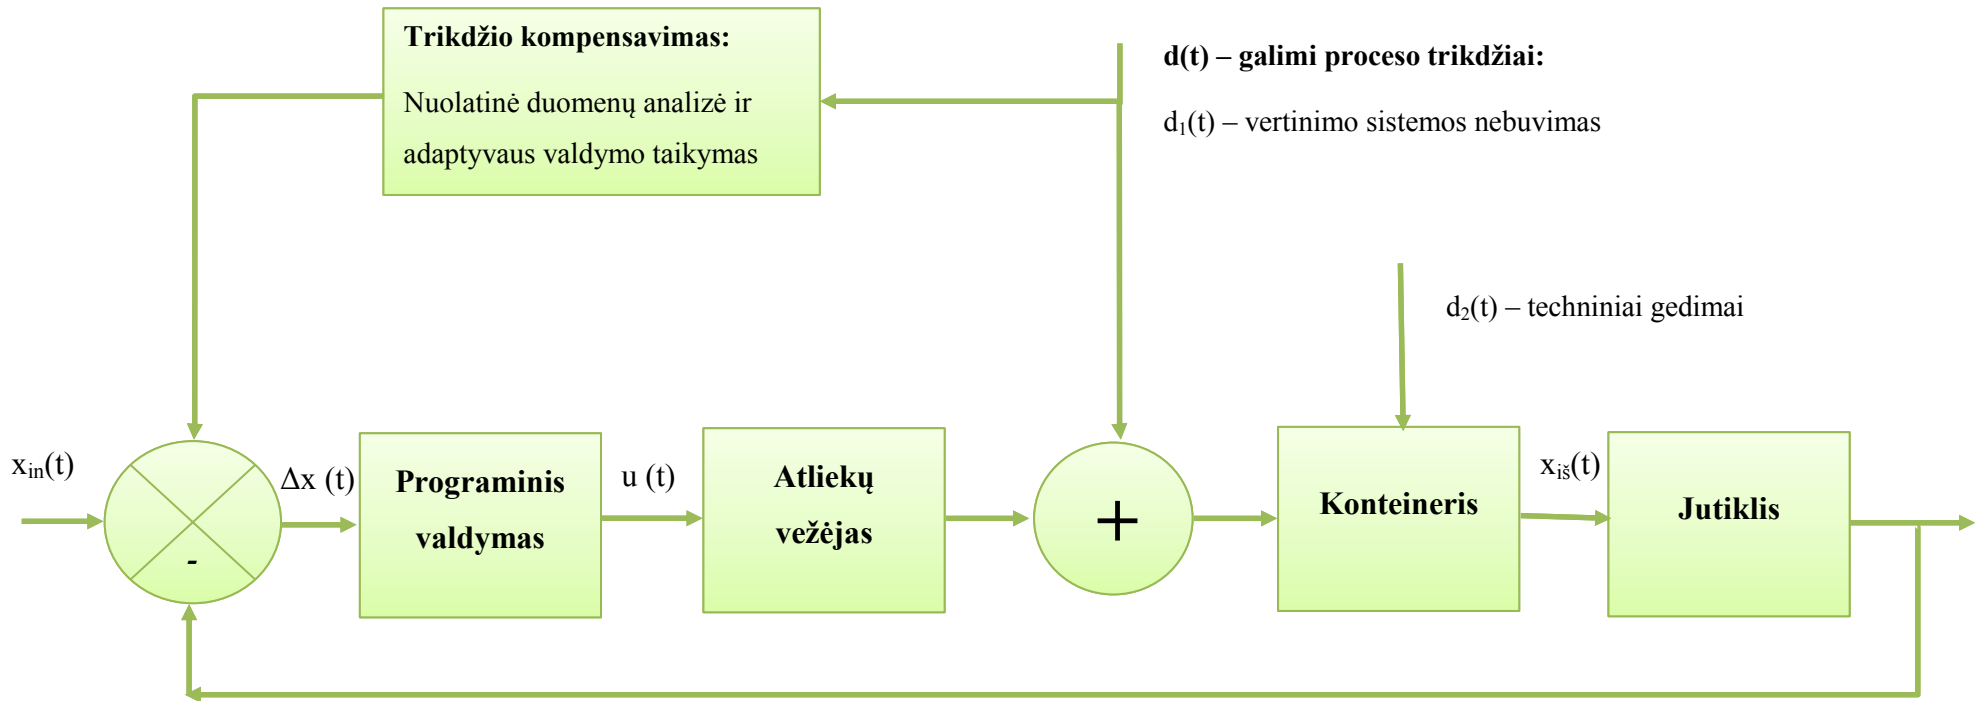 Trikdžio kompensavimas:
Nuolatinė duomenų analizė ir
adaptyvaus valdymo taikymas
d(t) – galimi proceso trikdžiai:
d₁(t) – vertinimo sistemos nebuvimas
d₂(t) – techniniai gedimai
xᵢₙ(t)
-
Δx (t)
Programinis
valdymas
u (t)
Atliekų
vežėjas
+
Konteineris
xᵢš(t)
Jutiklis